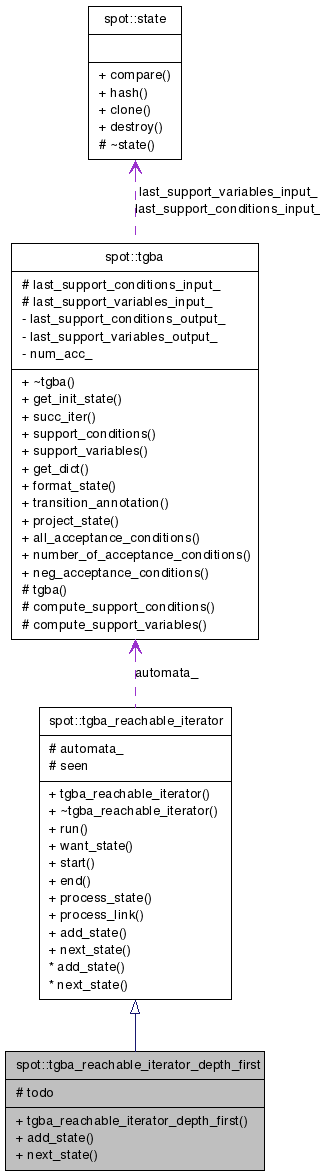 spot::state
+ compare()
+ hash()
+ clone()
+ destroy()
# ~state()
last_support_variables_input_
last_support_conditions_input_
spot::tgba
# last_support_conditions_input_
# last_support_variables_input_
- last_support_conditions_output_
- last_support_variables_output_
- num_acc_
+ ~tgba()
+ get_init_state()
+ succ_iter()
+ support_conditions()
+ support_variables()
+ get_dict()
+ format_state()
+ transition_annotation()
+ project_state()
+ all_acceptance_conditions()
+ number_of_acceptance_conditions()
+ neg_acceptance_conditions()
# tgba()
# compute_support_conditions()
# compute_support_variables()
automata_
spot::tgba_reachable_iterator
# automata_
# seen
+ tgba_reachable_iterator()
+ ~tgba_reachable_iterator()
+ run()
+ want_state()
+ start()
+ end()
+ process_state()
+ process_link()
+ add_state()
+ next_state()
* add_state()
* next_state()
spot::tgba_reachable_iterator_depth_first
# todo
+ tgba_reachable_iterator_depth_first()
+ add_state()
+ next_state()